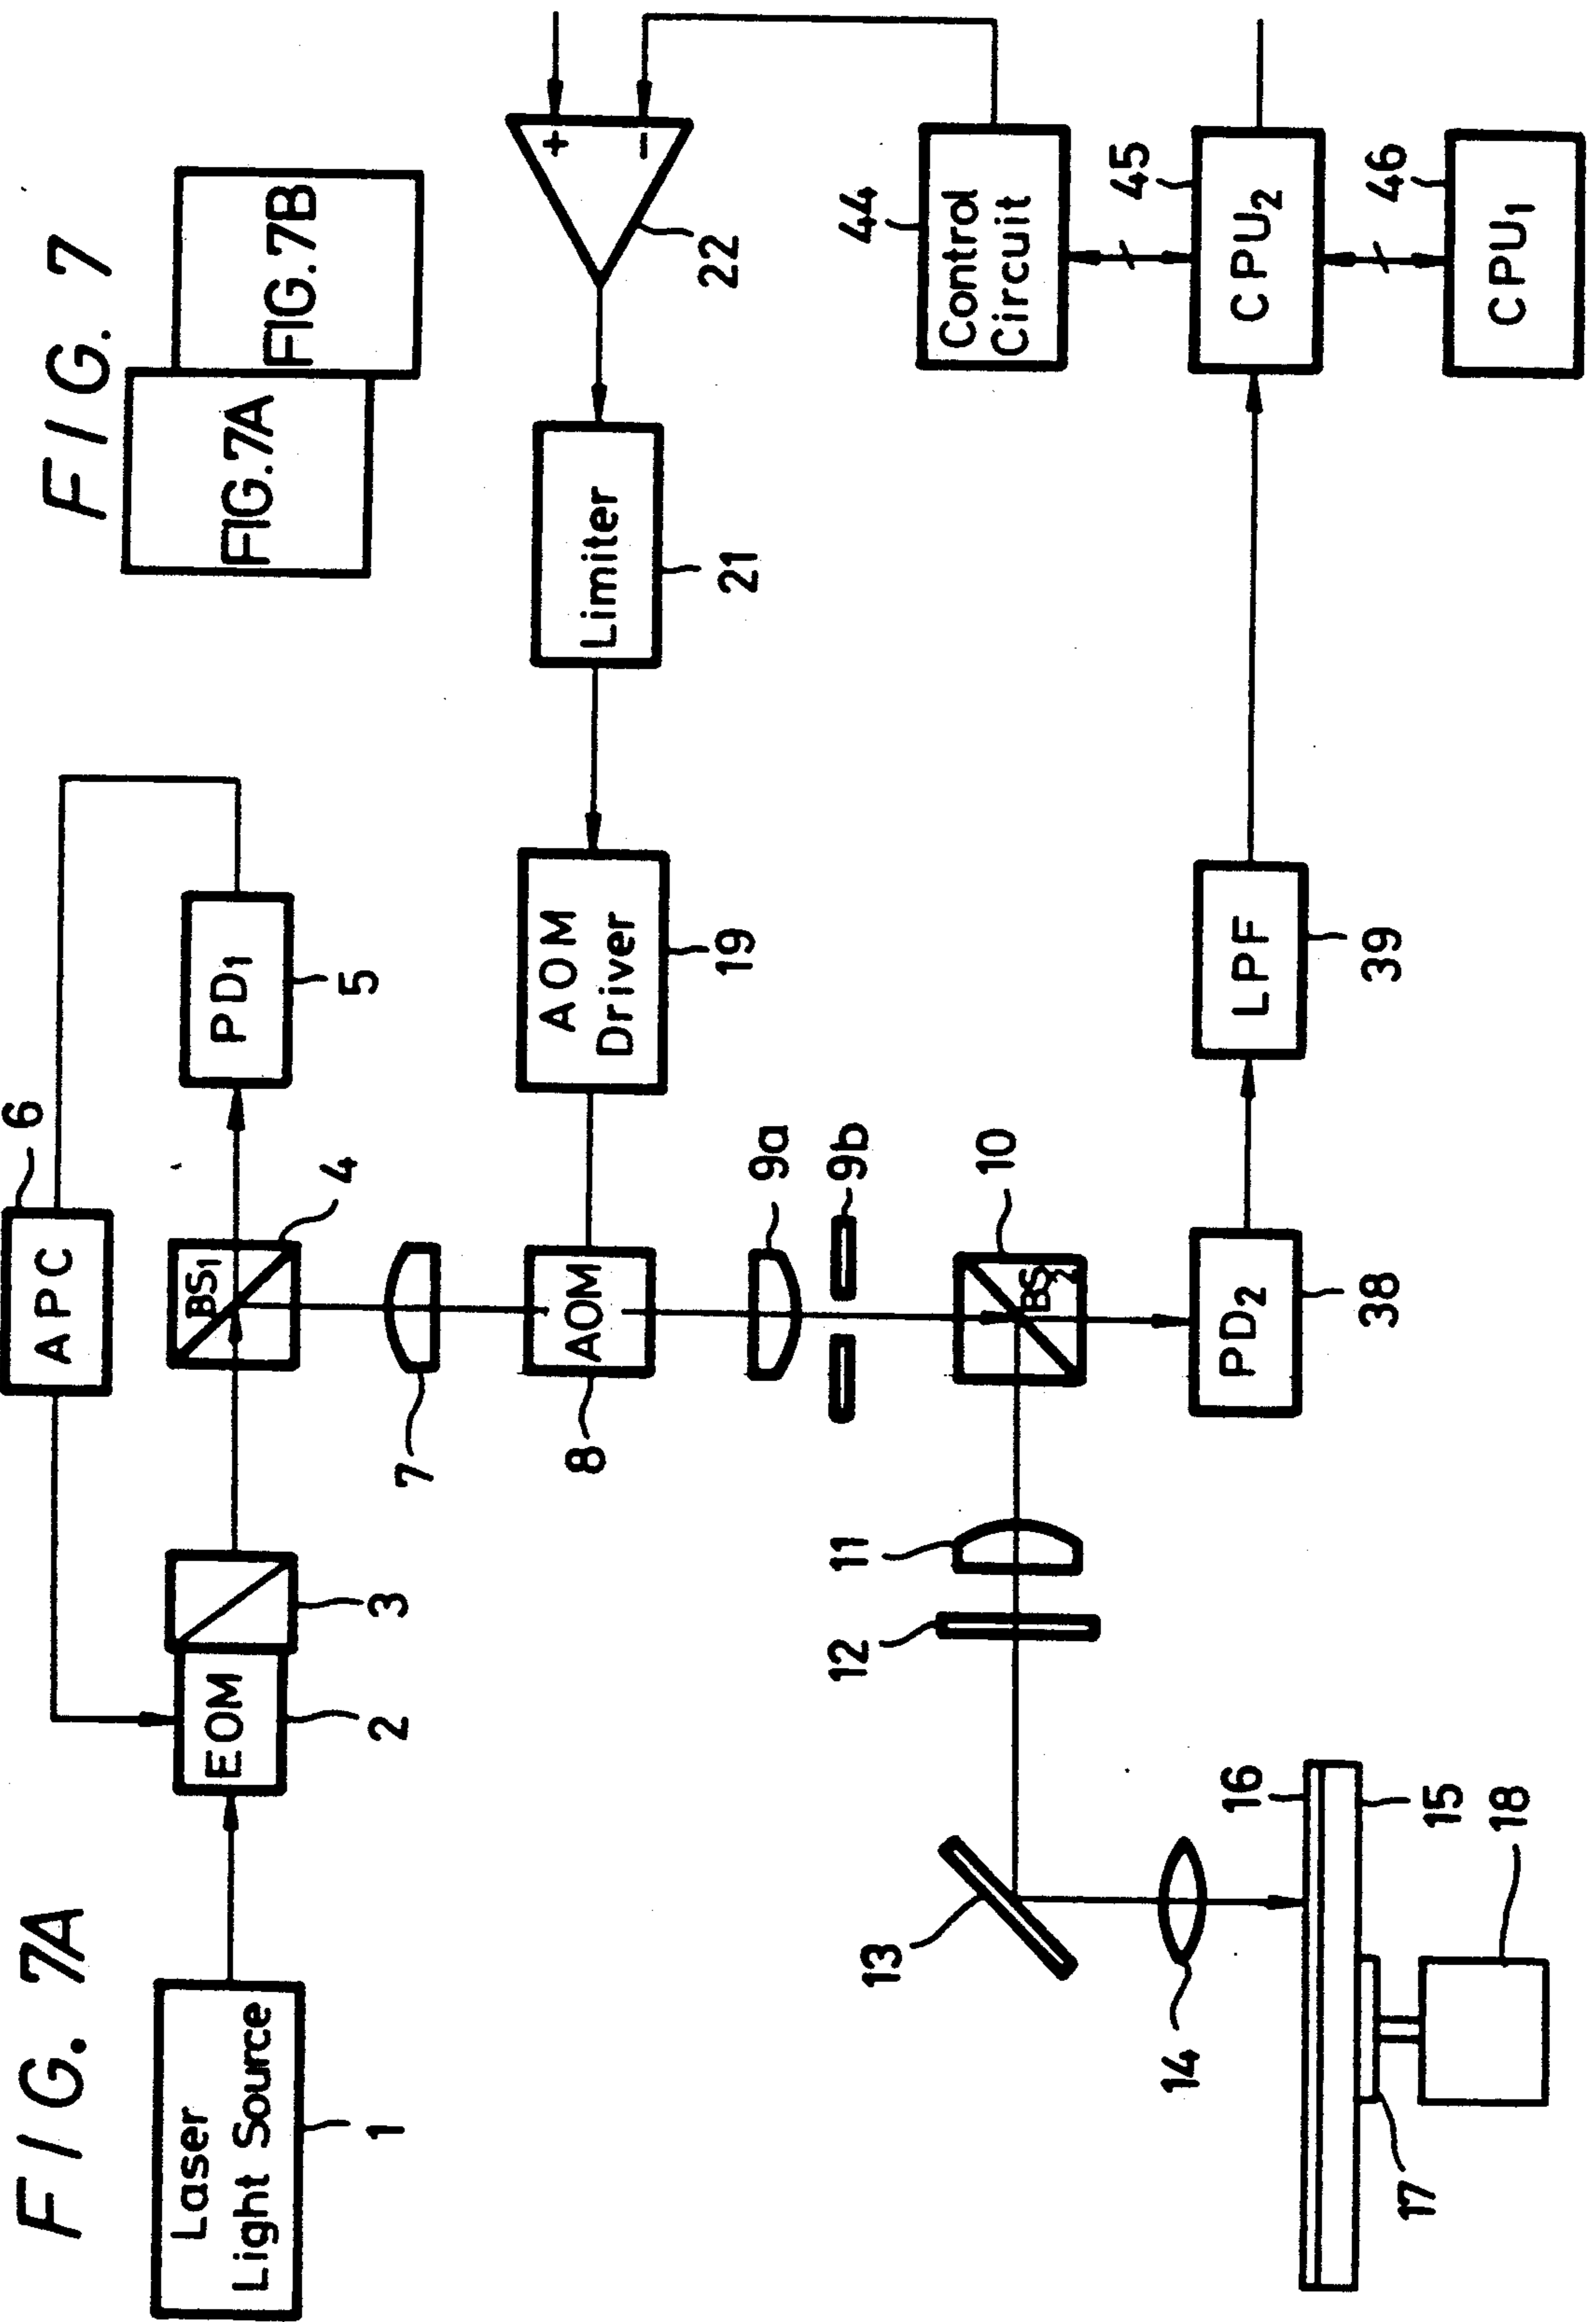 FIG. 7A
FIG. 7
FIG.7A
FIG.7B
APC
6
Laser
Light Source
1
EOM
2
3
BS1
4
PD1
5
7
AOM
8
AOM
Driver
19
Limiter
21
+
−
22
9a
9b
10
BS2
11
12
13
14
16
15
17
18
PD2
38
LPF
39
Control
Circuit
44
CPU2
45
CPU1
46